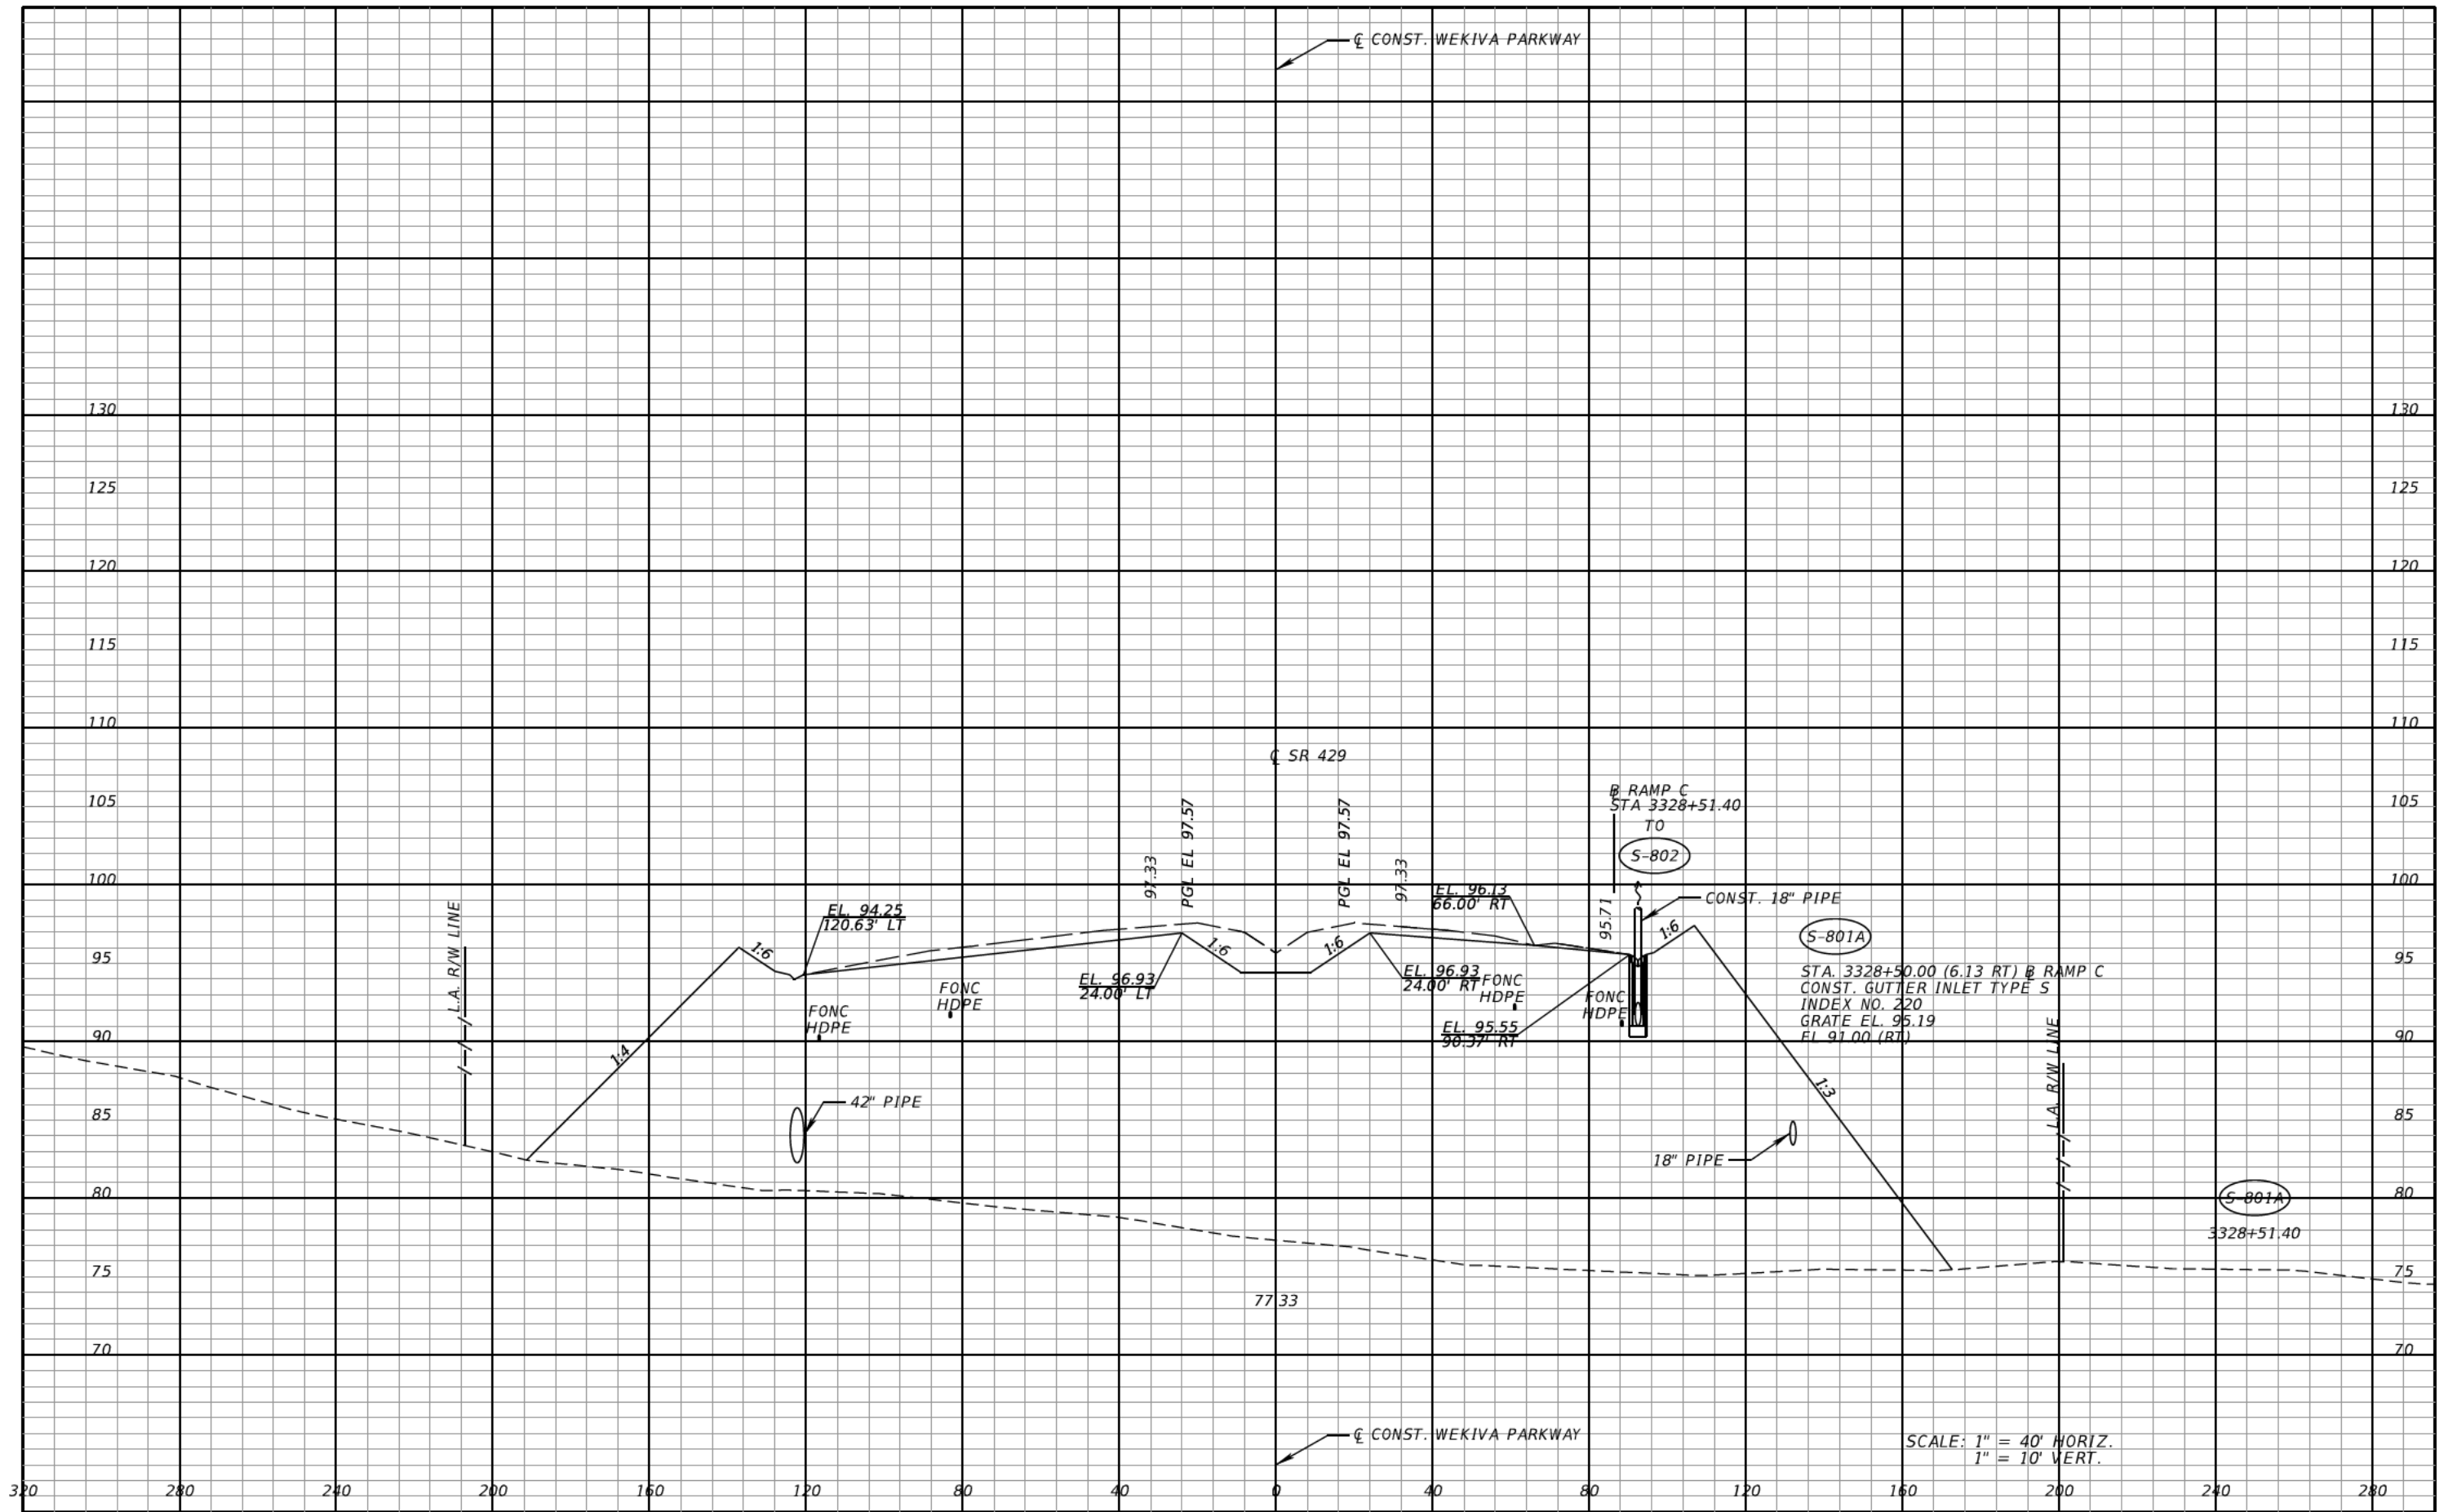 ℄ CONST. WEKIVA PARKWAY
130
130
125
125
120
120
115
115
110
110
105
105
100
100
95
95
90
90
85
85
80
80
75
75
70
70
℄ SR 429
L.A. R/W LINE
1:4
1:6
EL. 94.25
120.63' LT
FONC
HDPE
FONC
HDPE
42" PIPE
97.33
PGL EL 97.57
EL. 96.93
24.00' LT
1:6
1:6
PGL EL 97.57
97.33
EL. 96.93
24.00' RT
EL. 96.13
66.00' RT
FONC
HDPE
EL. 95.55
90.37' RT
FONC
HDPE
95.71
B RAMP C
STA 3328+51.40
TO
S-802
CONST. 18" PIPE
1:6
S-801A
STA. 3328+50.00 (6.13 RT) B RAMP C
CONST. GUTTER INLET TYPE S
INDEX NO. 220
GRATE EL. 95.19
FL 91.00 (RT)
1:3
18" PIPE
L.A. R/W LINE
S-801A
3328+51.40
77.33
℄ CONST. WEKIVA PARKWAY
SCALE: 1" = 40' HORIZ.
1" = 10' VERT.
320 280 240 200 160 120 80 40 0 40 80 120 160 200 240 280